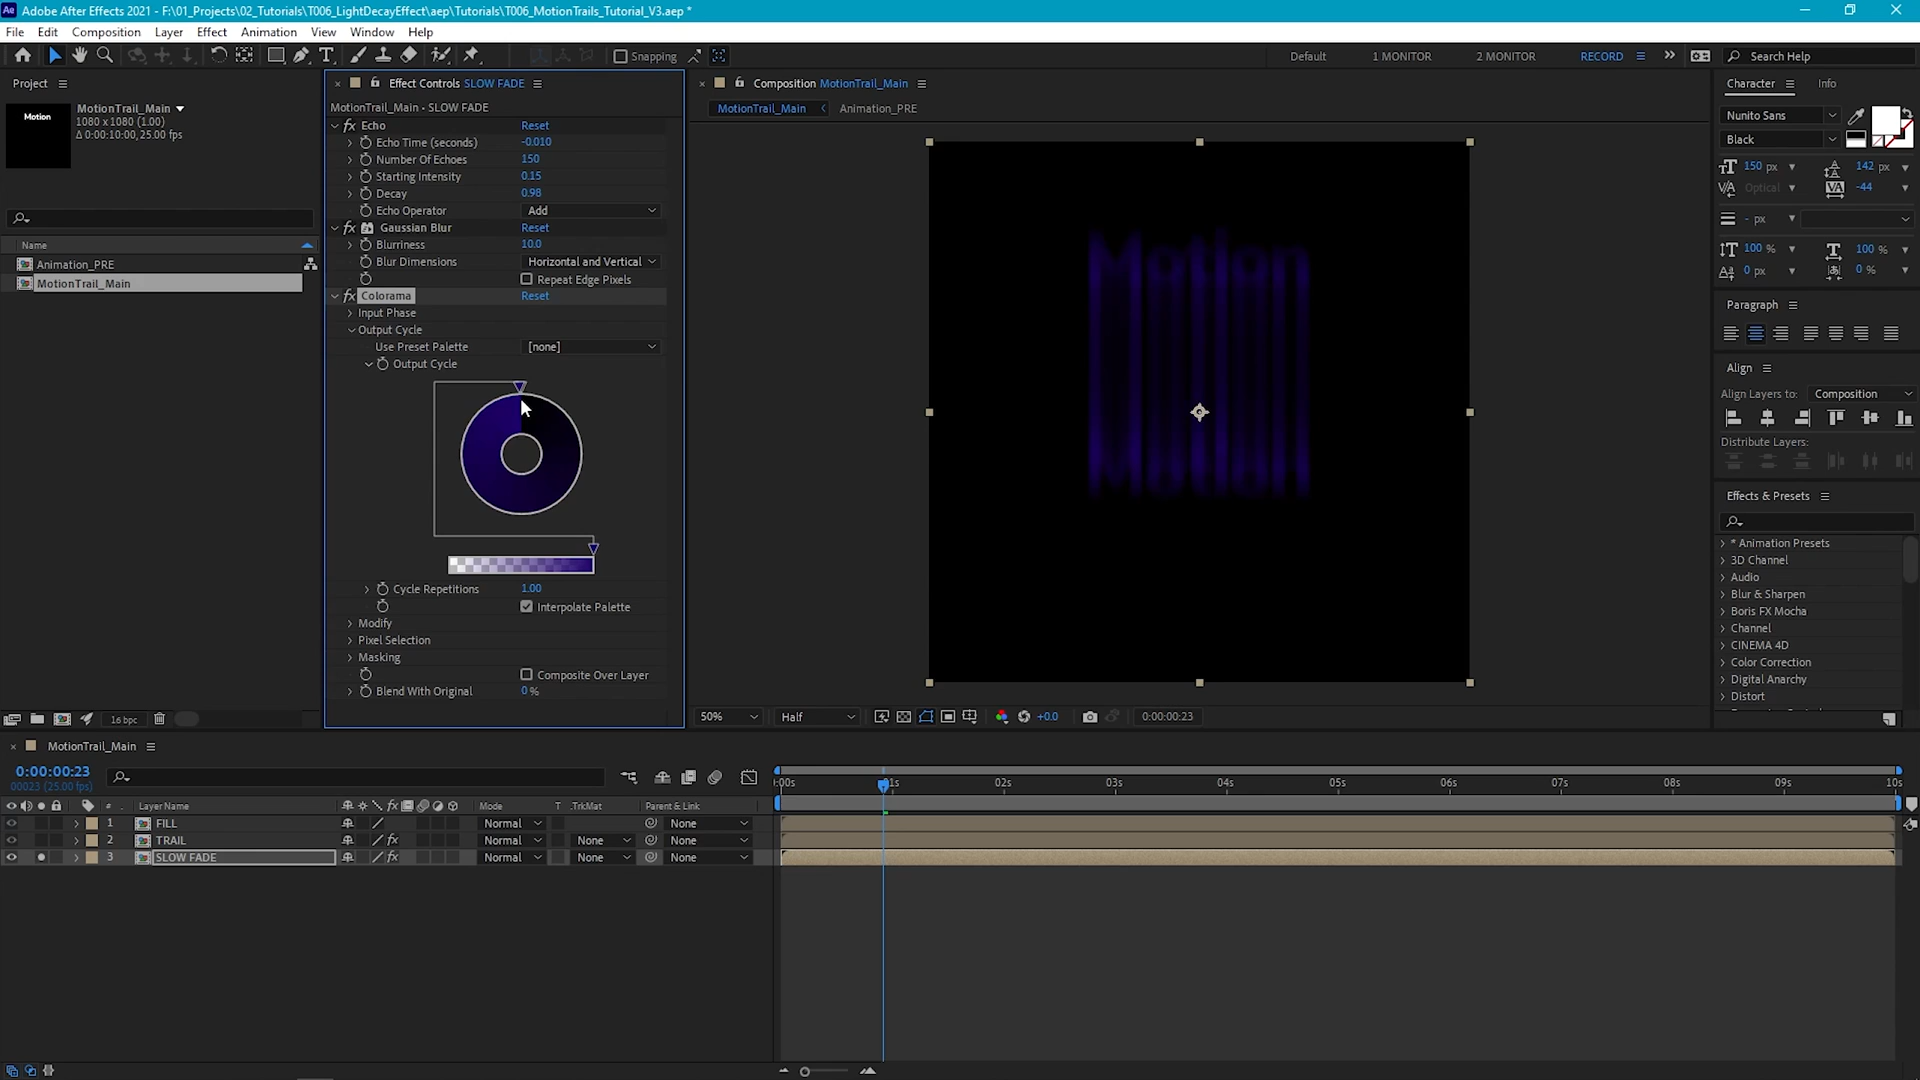 Adobe After Effects 2021 - F:\01_Projects\02_Tutorials\T006_LightDecayEffect\aep\Tutorials\T006_MotionTrails_Tutorial_V3.aep *
File Edit Composition Layer Effect Animation View Window Help
Snapping
Default 1 MONITOR 2 MONITOR RECORD
Search Help
Project
MotionTrail_Main
1080 x 1080 (1.00)
Δ 0:00:10:00, 25.00 fps
Motion
Name
Animation_PRE
MotionTrail_Main
16 bpc
Effect Controls SLOW FADE
MotionTrail_Main - SLOW FADE
fx Echo Reset
Echo Time (seconds) -0.010
Number Of Echoes 150
Starting Intensity 0.15
Decay 0.98
Echo Operator Add
fx Gaussian Blur Reset
Blurriness 10.0
Blur Dimensions Horizontal and Vertical
Repeat Edge Pixels
fx Colorama Reset
Input Phase
Output Cycle
Use Preset Palette [none]
Output Cycle
Cycle Repetitions 1.00
Interpolate Palette
Modify
Pixel Selection
Masking
Composite Over Layer
Blend With Original 0 %
Composition MotionTrail_Main
MotionTrail_Main Animation_PRE
Motion
Motion
50% Half +0.0 0:00:00:23
Character Info
Nunito Sans
Black
150 px 142 px
Optical -44
- px
100 % 100 %
0 px 0 %
Paragraph
Align
Align Layers to: Composition
Distribute Layers:
Effects & Presets
* Animation Presets
3D Channel
Audio
Blur & Sharpen
Boris FX Mocha
Channel
CINEMA 4D
Color Correction
Digital Anarchy
Distort
MotionTrail_Main
0:00:00:23
00023 (25.00 fps)
# Layer Name fx Mode T .TrkMat Parent & Link
1 FILL Normal None
2 TRAIL fx Normal None None
3 SLOW FADE fx Normal None None
:00s 01s 02s 03s 04s 05s 06s 07s 08s 09s 10s